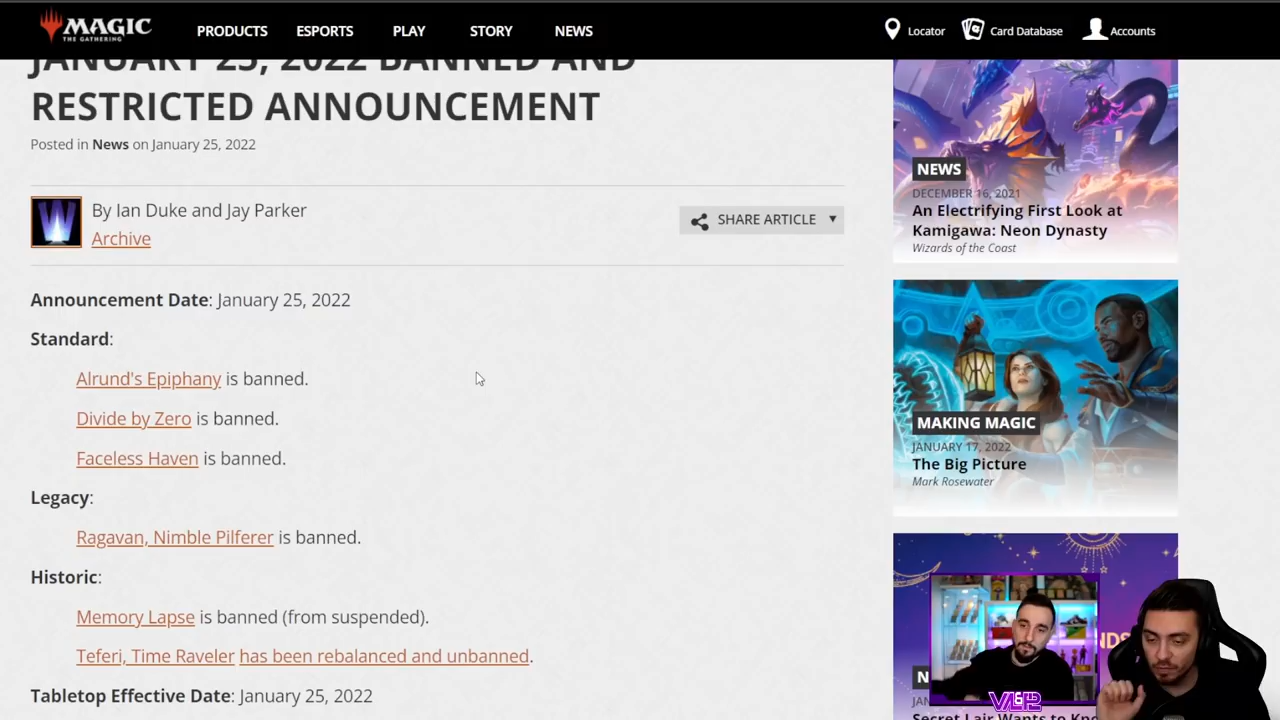 MAGIC
THE GATHERING
PRODUCTS
ESPORTS
PLAY
STORY
NEWS
Locator
Card Database
Accounts
JANUARY 25, 2022 BANNED AND
RESTRICTED ANNOUNCEMENT
Posted in News on January 25, 2022
By Ian Duke and Jay Parker
Archive
SHARE ARTICLE
Announcement Date: January 25, 2022
Standard:
Alrund's Epiphany is banned.
Divide by Zero is banned.
Faceless Haven is banned.
Legacy:
Ragavan, Nimble Pilferer is banned.
Historic:
Memory Lapse is banned (from suspended).
Teferi, Time Raveler has been rebalanced and unbanned.
Tabletop Effective Date: January 25, 2022
NEWS
DECEMBER 16, 2021
An Electrifying First Look at
Kamigawa: Neon Dynasty
Wizards of the Coast
MAKING MAGIC
JANUARY 17, 2022
The Big Picture
Mark Rosewater
Secret Lair Wants to